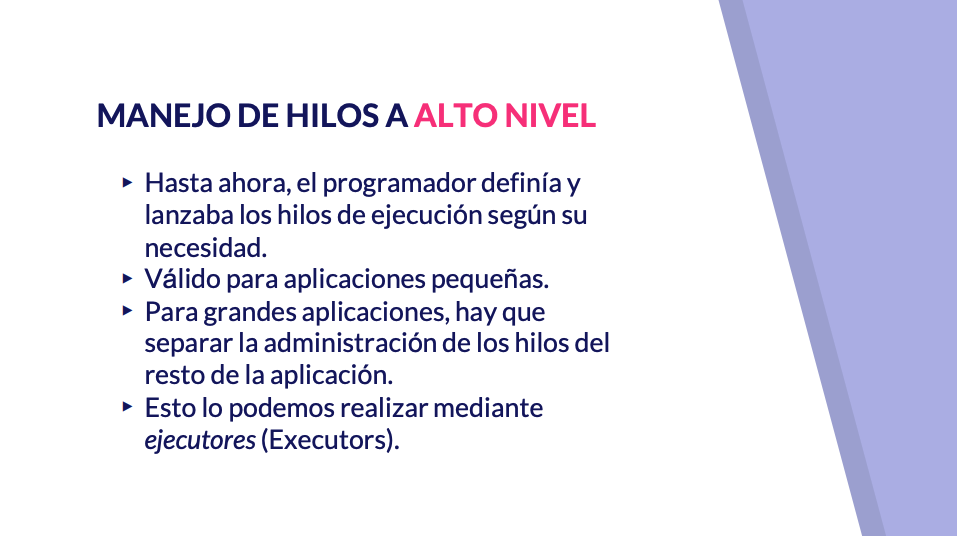 MANEJO DE HILOS A ALTO NIVEL
▸ Hasta ahora, el programador definía y
lanzaba los hilos de ejecución según su
necesidad.
▸ Válido para aplicaciones pequeñas.
▸ Para grandes aplicaciones, hay que
separar la administración de los hilos del
resto de la aplicación.
▸ Esto lo podemos realizar mediante
ejecutores (Executors).